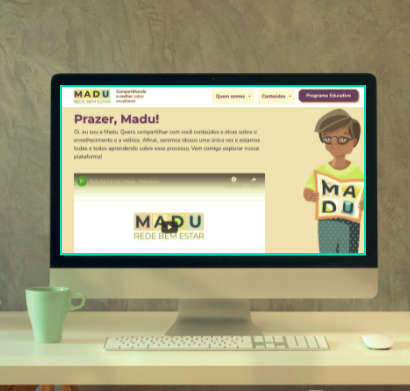 MADU
REDE BEM ESTAR
Compartilhando
o melhor sobre
envelhecer
Quem somos
Conteúdos
Programa Educativo
Prazer, Madu!
Oi, eu sou a Madu. Quero compartilhar com você conteúdos e dicas sobre o
envelhecimento e a velhice. Afinal, seremos idosos uma única vez e estamos
todas e todos aprendendo sobre esse processo. Vem comigo explorar nossa
plataforma!
MADU
REDE BEM ESTAR
MA
DU